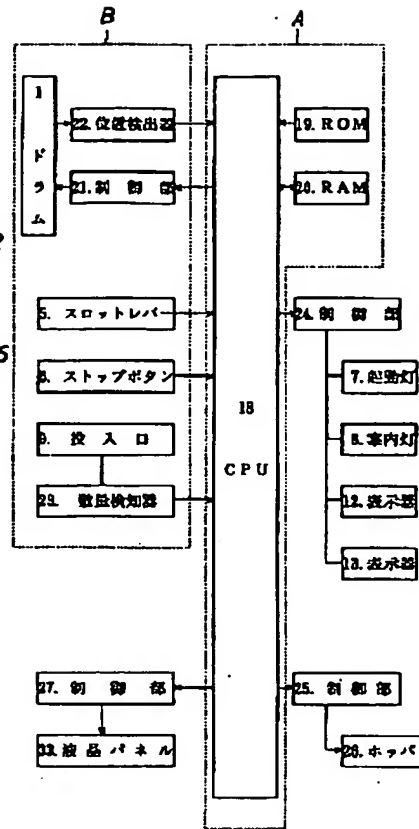 B
A
1
ドラム
22. 位置検出器
21. 制御部
19. ROM
20. RAM
5. スロットレバ
6. ストップボタン
9. 投入口
23. 数量検知器
18
CPU
24. 制御部
7. 起動灯
8. 案内灯
12. 表示器
13. 表示器
27. 制御部
33. 液晶パネル
25. 制御部
26. ホッパ